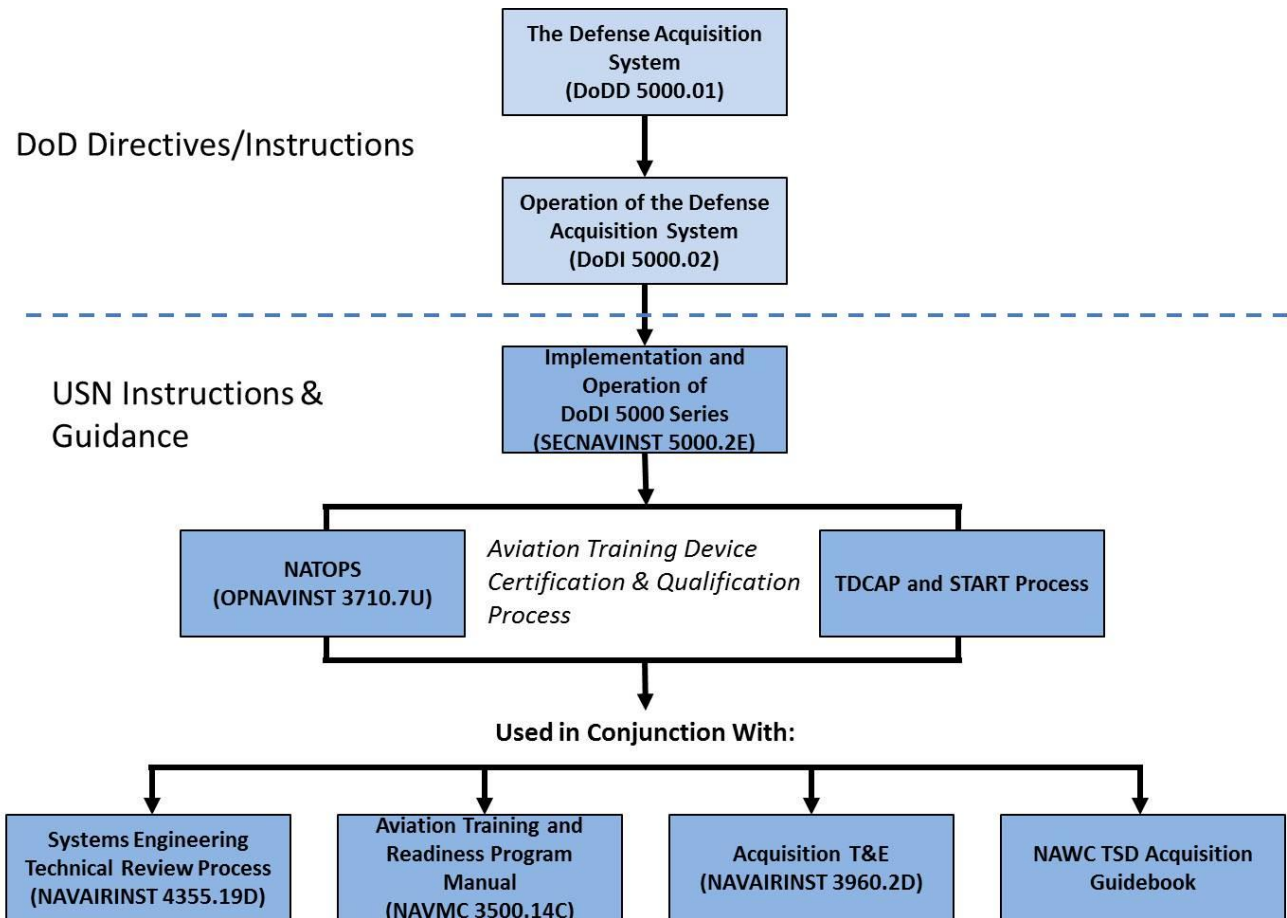 The Defense Acquisition
System
(DoDD 5000.01)
DoD Directives/Instructions
Operation of the Defense
Acquisition System
(DoDI 5000.02)
Implementation and
Operation of
DoDI 5000 Series
(SECNAVINST 5000.2E)
USN Instructions &
Guidance
NATOPS
(OPNAVINST 3710.7U)
Aviation Training Device
Certification & Qualification
Process
TDCAP and START Process
Used in Conjunction With:
Systems Engineering
Technical Review Process
(NAVAIRINST 4355.19D)
Aviation Training and
Readiness Program
Manual
(NAVMC 3500.14C)
Acquisition T&E
(NAVAIRINST 3960.2D)
NAWC TSD Acquisition
Guidebook